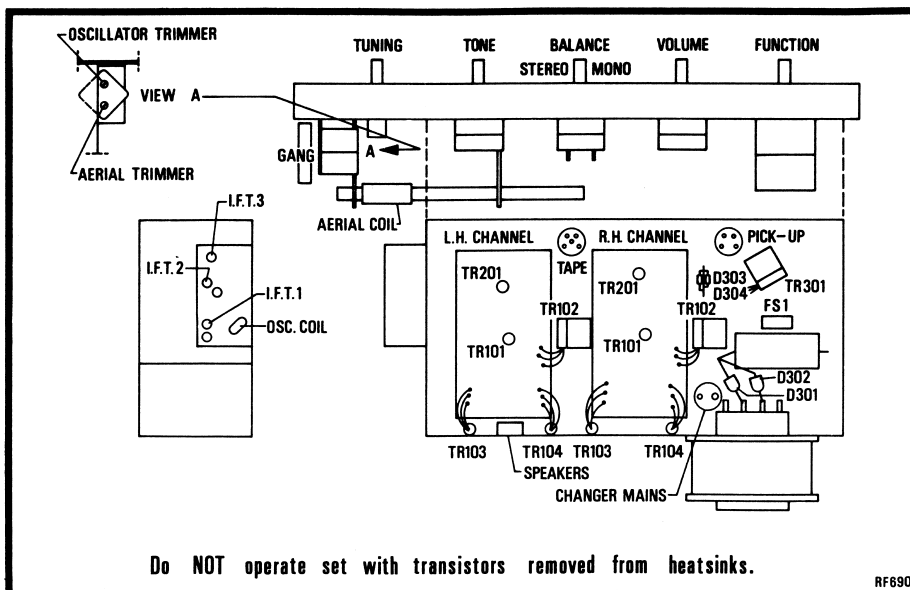 OSCILLATOR TRIMMER
VIEW A
AERIAL TRIMMER
TUNING
TONE
BALANCE
VOLUME
FUNCTION
STEREO
MONO
GANG
A
AERIAL COIL
I.F.T.3
I.F.T.2
I.F.T.1
OSC. COIL
L.H. CHANNEL
R.H. CHANNEL
TAPE
PICK-UP
TR201
TR201
D303
D304
TR301
TR102
TR102
FS1
TR101
TR101
D302
D301
TR103
TR104
TR103
TR104
SPEAKERS
CHANGER MAINS
Do NOT operate set with transistors removed from heatsinks.
RF690